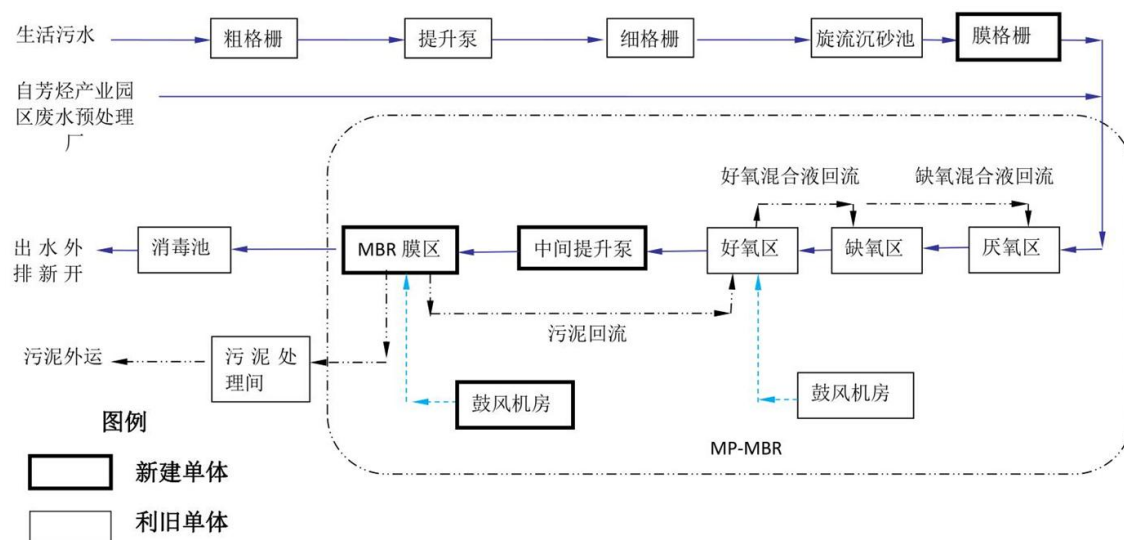 生活污水
粗格栅
提升泵
细格栅
旋流沉砂池
膜格栅
自芳烃产业园
区废水预处理
厂
好氧混合液回流
缺氧混合液回流
出水外
排新开
消毒池
MBR 膜区
中间提升泵
好氧区
缺氧区
厌氧区
污泥回流
污泥外运
污泥处
理间
鼓风机房
鼓风机房
MP-MBR
图例
新建单体
利旧单体